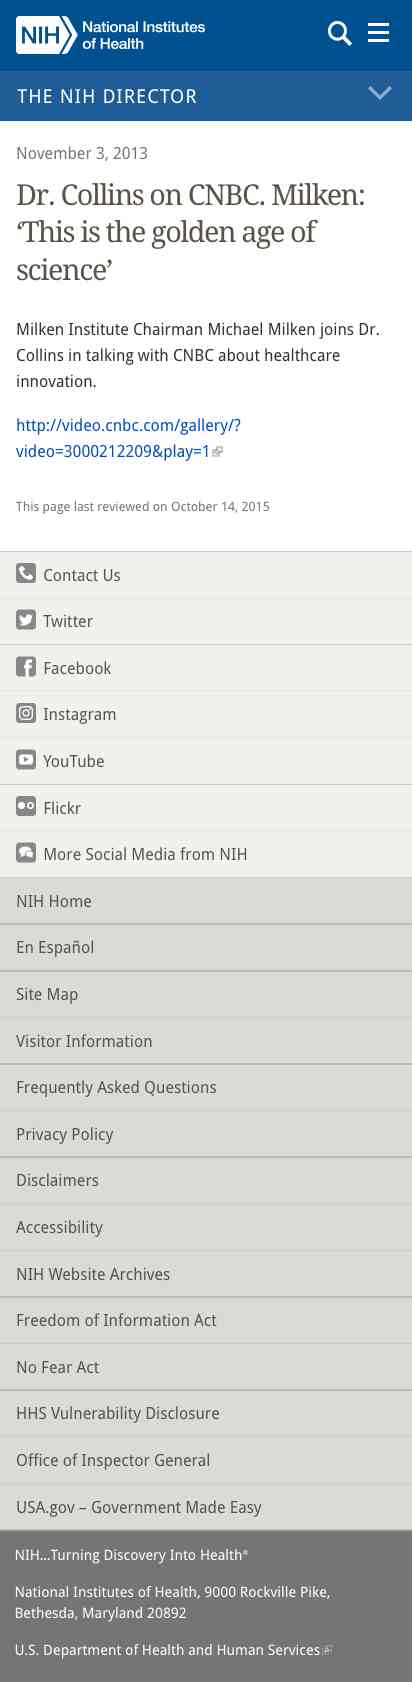 NIH National Institutes
of Health
THE NIH DIRECTOR
November 3, 2013
Dr. Collins on CNBC. Milken:
‘This is the golden age of
science’
Milken Institute Chairman Michael Milken joins Dr.
Collins in talking with CNBC about healthcare
innovation.
http://video.cnbc.com/gallery/?
video=3000212209&play=1
This page last reviewed on October 14, 2015
Contact Us
Twitter
Facebook
Instagram
YouTube
Flickr
More Social Media from NIH
NIH Home
En Español
Site Map
Visitor Information
Frequently Asked Questions
Privacy Policy
Disclaimers
Accessibility
NIH Website Archives
Freedom of Information Act
No Fear Act
HHS Vulnerability Disclosure
Office of Inspector General
USA.gov – Government Made Easy
NIH…Turning Discovery Into Health®
National Institutes of Health, 9000 Rockville Pike,
Bethesda, Maryland 20892
U.S. Department of Health and Human Services